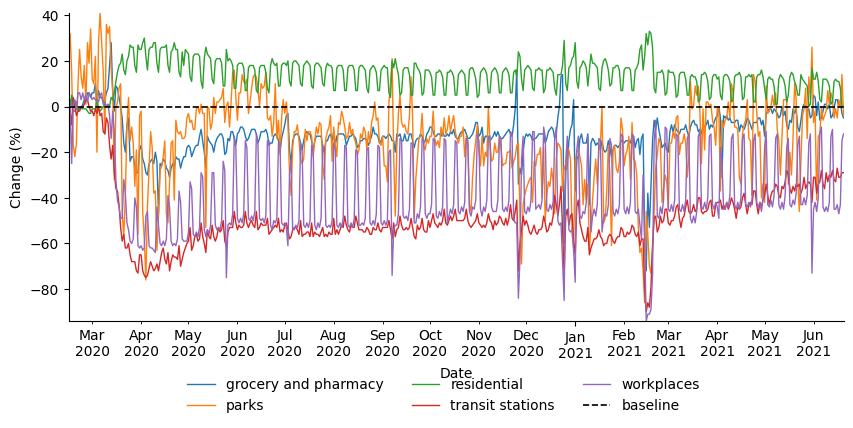 40
20
0
−20
−40
−60
−80
Change (%)
Mar Apr May Jun Jul Aug Sep Oct Nov Dec Jan Feb Mar Apr May Jun
2020 2020 2020 2020 2020 2020 2020 2020 2020 2020 2021 2021 2021 2021 2021 2021
Date
grocery and pharmacy residential workplaces
parks transit stations baseline